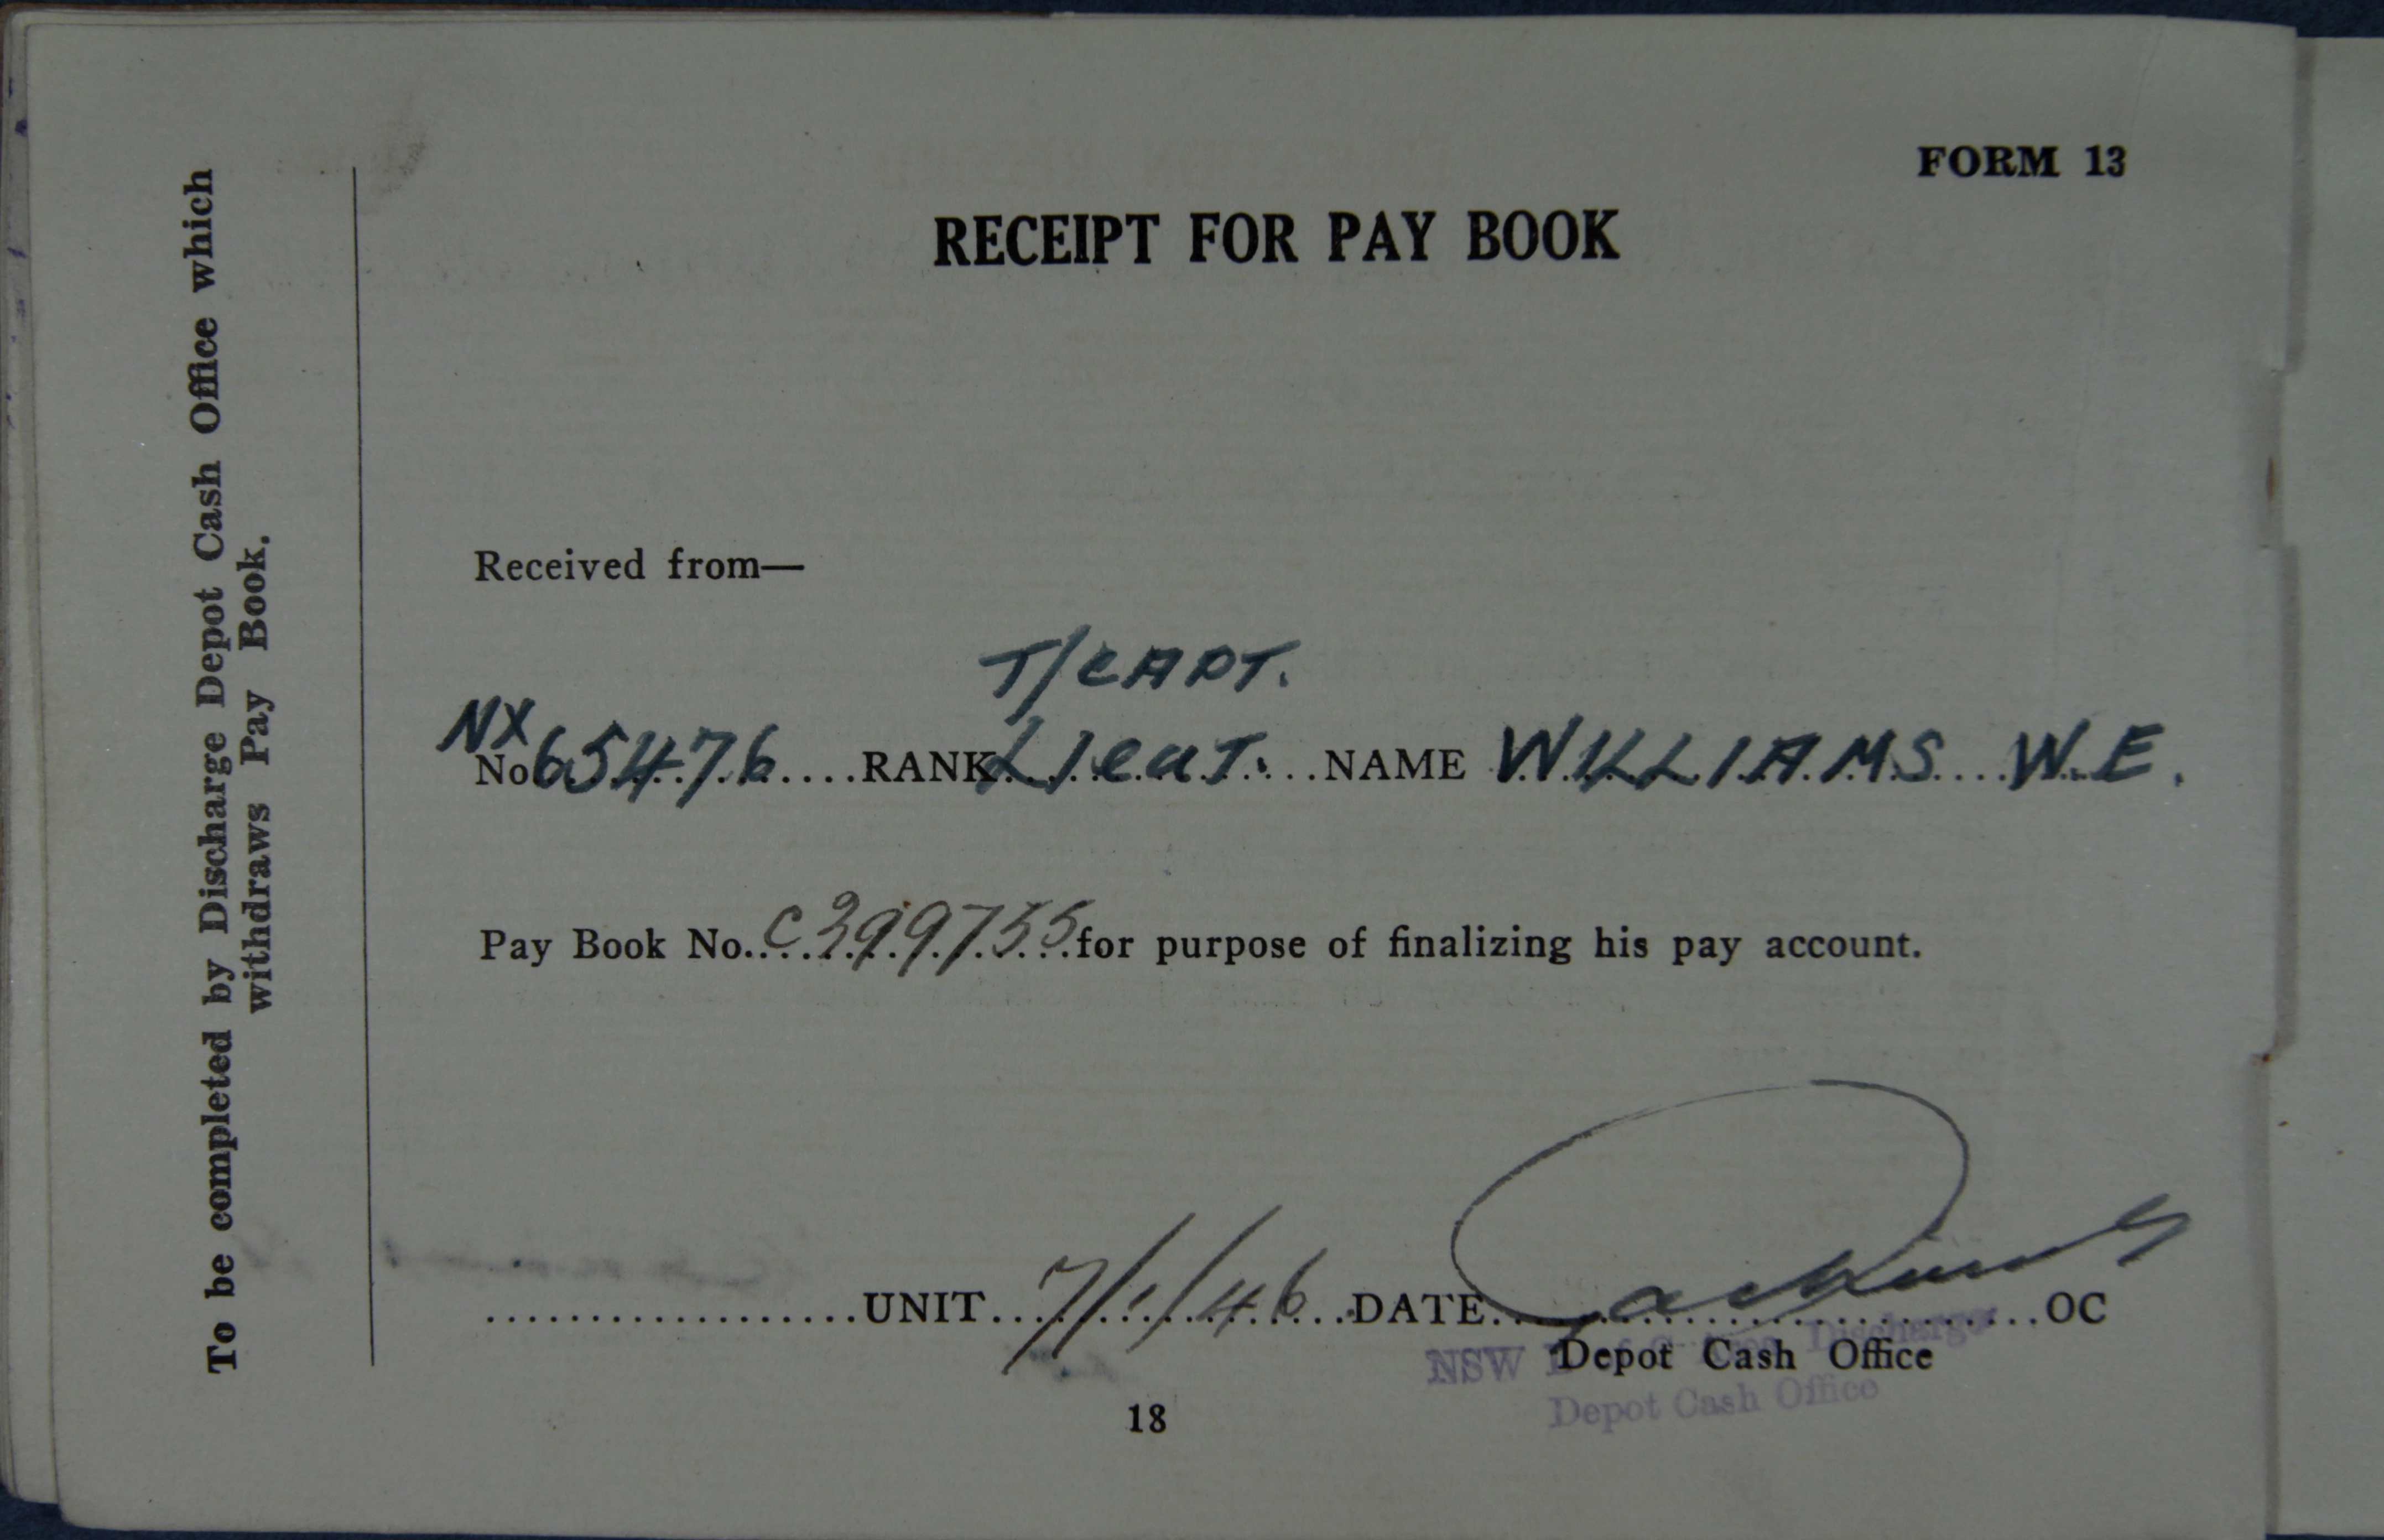 FORM 13
RECEIPT FOR PAY BOOK
To be completed by Discharge Depot Cash Office which
withdraws Pay Book.
Received from—
T/CAPT.
NX
No 65476 RANK Lieut. NAME WILLIAMS W.E.
Pay Book No. C399755 for purpose of finalizing his pay account.
UNIT 7/1/46 DATE OC
Depot Cash Office
NSW Discharge
Depot Cash Office
18